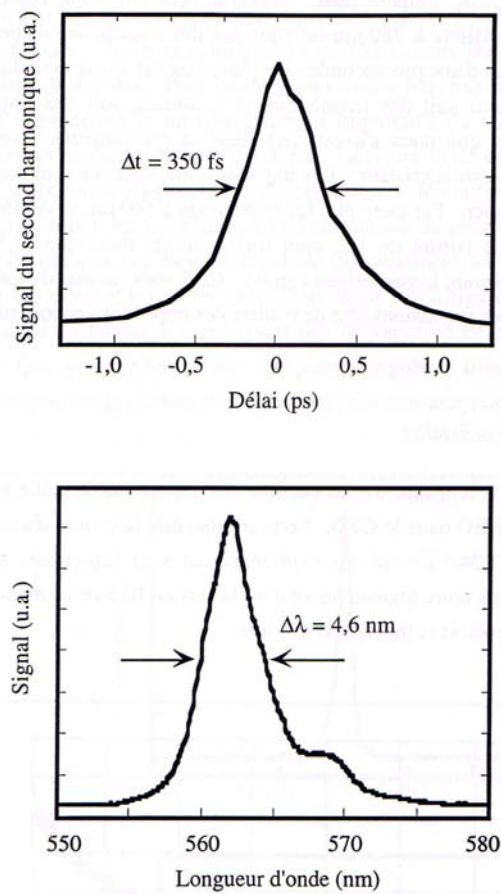 Signal du second harmonique (u.a.)
Δt = 350 fs
-1,0 -0,5 0 0,5 1,0
Délai (ps)
Signal (u.a.)
Δλ = 4,6 nm
550 560 570 580
Longueur d'onde (nm)